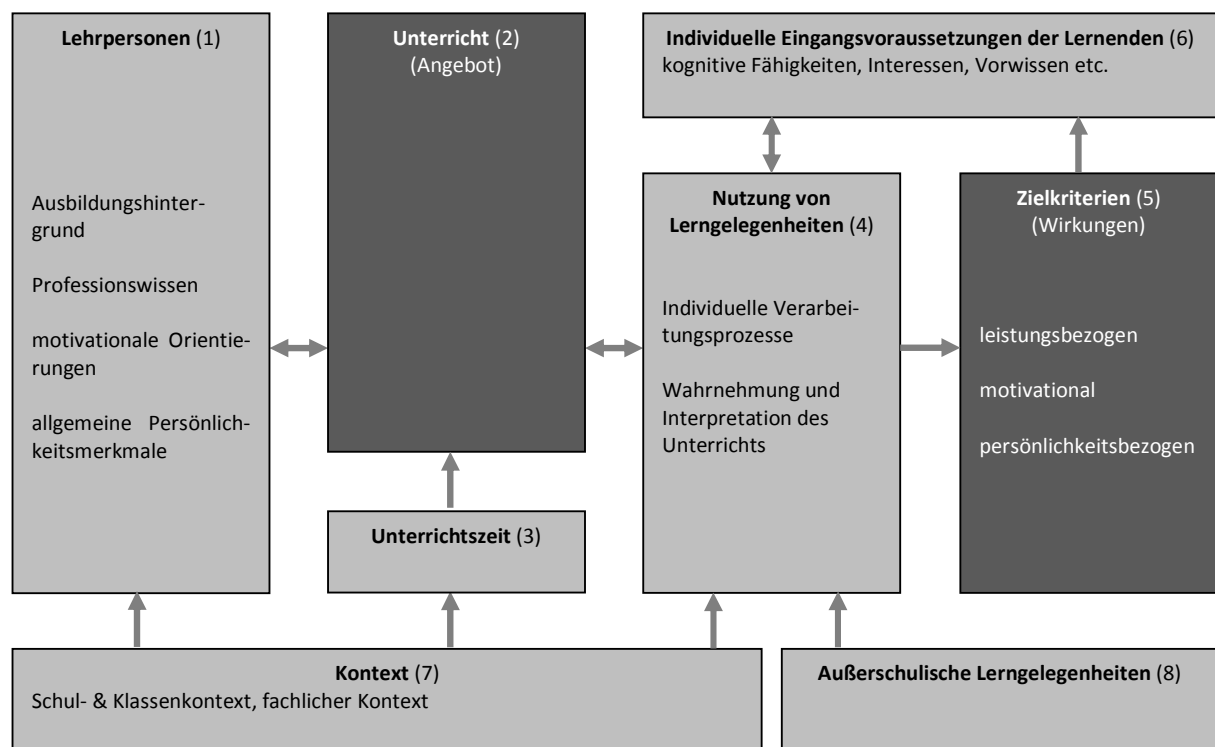 Lehrpersonen (1)
Ausbildungshinter-
grund
Professionswissen
motivationale Orientie-
rungen
allgemeine Persönlich-
keitsmerkmale
Unterricht (2)
(Angebot)
Unterrichtszeit (3)
Individuelle Eingangsvoraussetzungen der Lernenden (6)
kognitive Fähigkeiten, Interessen, Vorwissen etc.
Nutzung von
Lerngelegenheiten (4)
Individuelle Verarbei-
tungsprozesse
Wahrnehmung und
Interpretation des
Unterrichts
Zielkriterien (5)
(Wirkungen)
leistungsbezogen
motivational
persönlichkeitsbezogen
Kontext (7)
Schul- & Klassenkontext, fachlicher Kontext
Außerschulische Lerngelegenheiten (8)